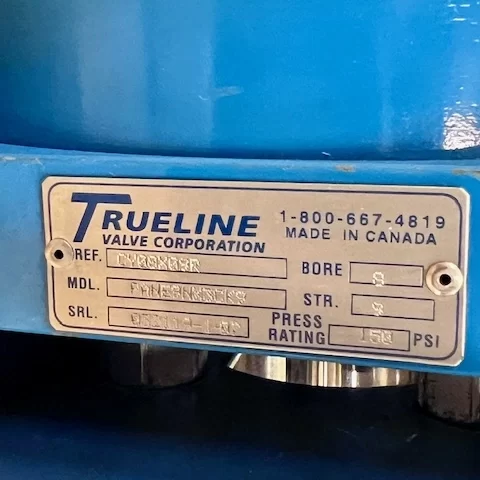 TRUELINE
VALVE CORPORATION
1-800-667-4819
MADE IN CANADA
REF. CY08X08R
BORE 8
MDL.
STR.
SRL.
PRESS RATING 150 PSI